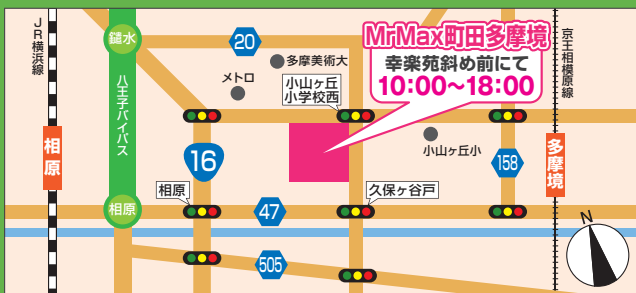 JR横浜線
鑓水
八王子バイパス
相原
相原
20
多摩美術大
メトロ
小山ヶ丘
小学校西
MrMax町田多摩境
幸楽苑斜め前にて
10:00〜18:00
京王相模原線
小山ヶ丘小
16
158
多摩境
相原
47
久保ヶ谷戸
505
N